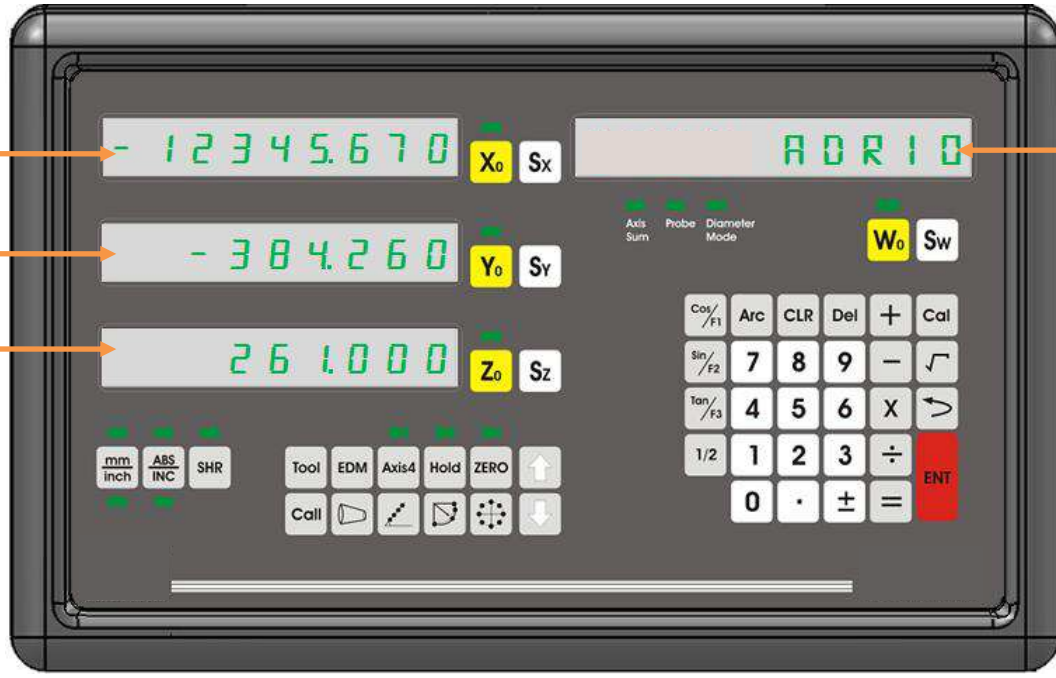 - 12345.670
X₀ Sx
ADR10
Axis Sum
Probe
Diameter Mode
W₀ Sw
- 384.260
Y₀ Sy
261.000
Z₀ Sz
Cos/F1 Arc CLR Del + Cal
Sin/F2 7 8 9 - √
Tan/F3 4 5 6 X
1/2 1 2 3 ÷ ENT
0 . ± =
mm/inch ABS/INC SHR
Tool EDM Axis4 Hold ZERO
Call